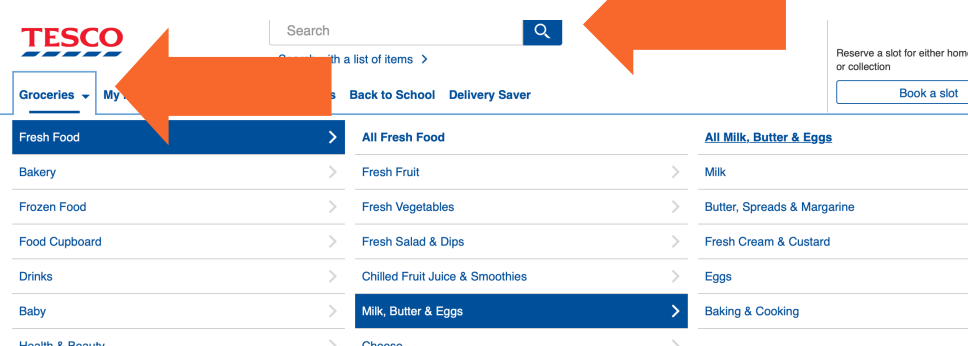 TESCO
Search
with a list of items
Reserve a slot for either
or collection
Groceries
Back to School
Delivery Saver
Book a slot
Fresh Food
All Fresh Food
All Milk, Butter & Eggs
Bakery
Fresh Fruit
Milk
Frozen Food
Fresh Vegetables
Butter, Spreads & Margarine
Food Cupboard
Fresh Salad & Dips
Fresh Cream & Custard
Drinks
Chilled Fruit Juice & Smoothies
Eggs
Baby
Milk, Butter & Eggs
Baking & Cooking
Health & Beauty
Cheese